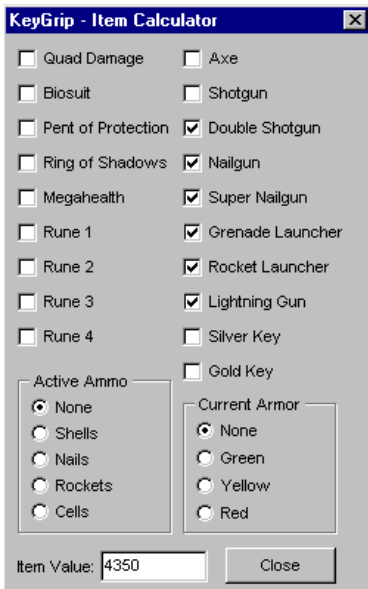 KeyGrip - Item Calculator
Quad Damage
Axe
Biosuit
Shotgun
Pent of Protection
Double Shotgun
Ring of Shadows
Nailgun
Megahealth
Super Nailgun
Rune 1
Grenade Launcher
Rune 2
Rocket Launcher
Rune 3
Lightning Gun
Rune 4
Silver Key
Gold Key
Active Ammo
None
Shells
Nails
Rockets
Cells
Current Armor
None
Green
Yellow
Red
Item Value: 4350
Close